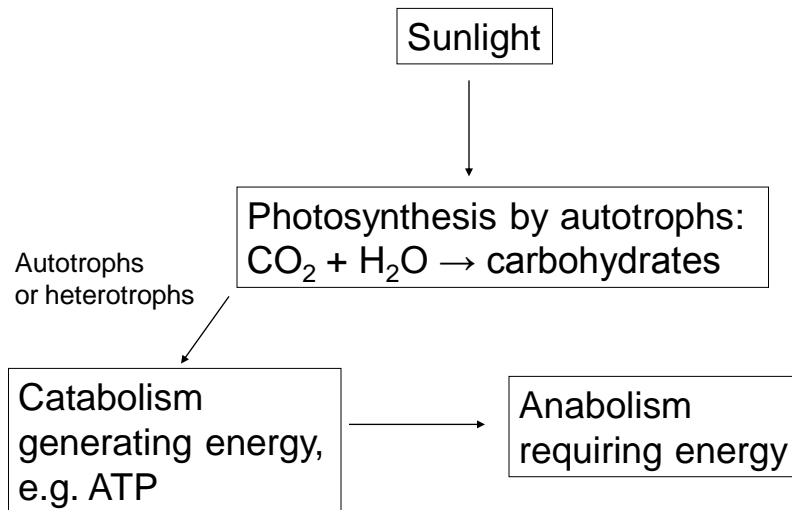 Sunlight
Photosynthesis by autotrophs:
CO₂ + H₂O → carbohydrates
Autotrophs
or heterotrophs
Catabolism
generating energy,
e.g. ATP
Anabolism
requiring energy